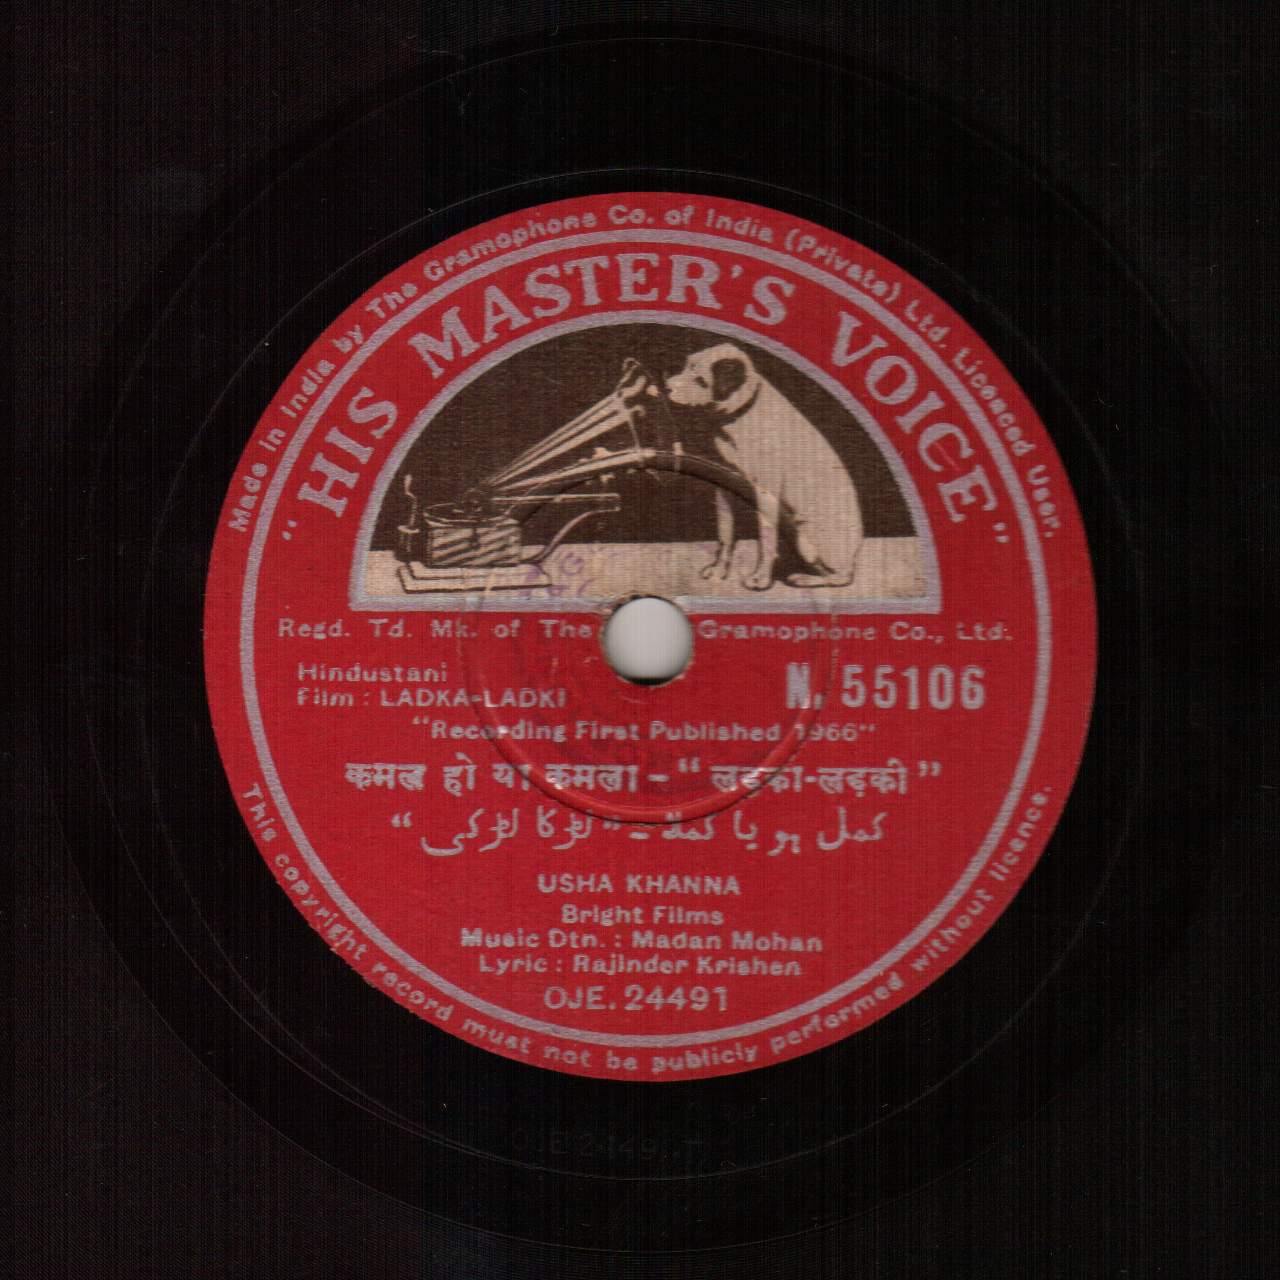 Made in India by The Gramophone Co. of India (Private) Ltd. Licenced User.
"HIS MASTER'S VOICE"
Regd. Td. Mk. of The Gramophone Co., Ltd.
Hindustani
N. 55106
Film : LADKA-LADKI
"Recording First Published 1966"
कमल हो या कमला – "लड़का-लड़की"
کمل ہو یا کملا – "لڑکا لڑکی"
USHA KHANNA
Bright Films
Music Dtn. : Madan Mohan
Lyric : Rajinder Krishen
OJE. 24491
This copyright record must not be publicly performed without licence.